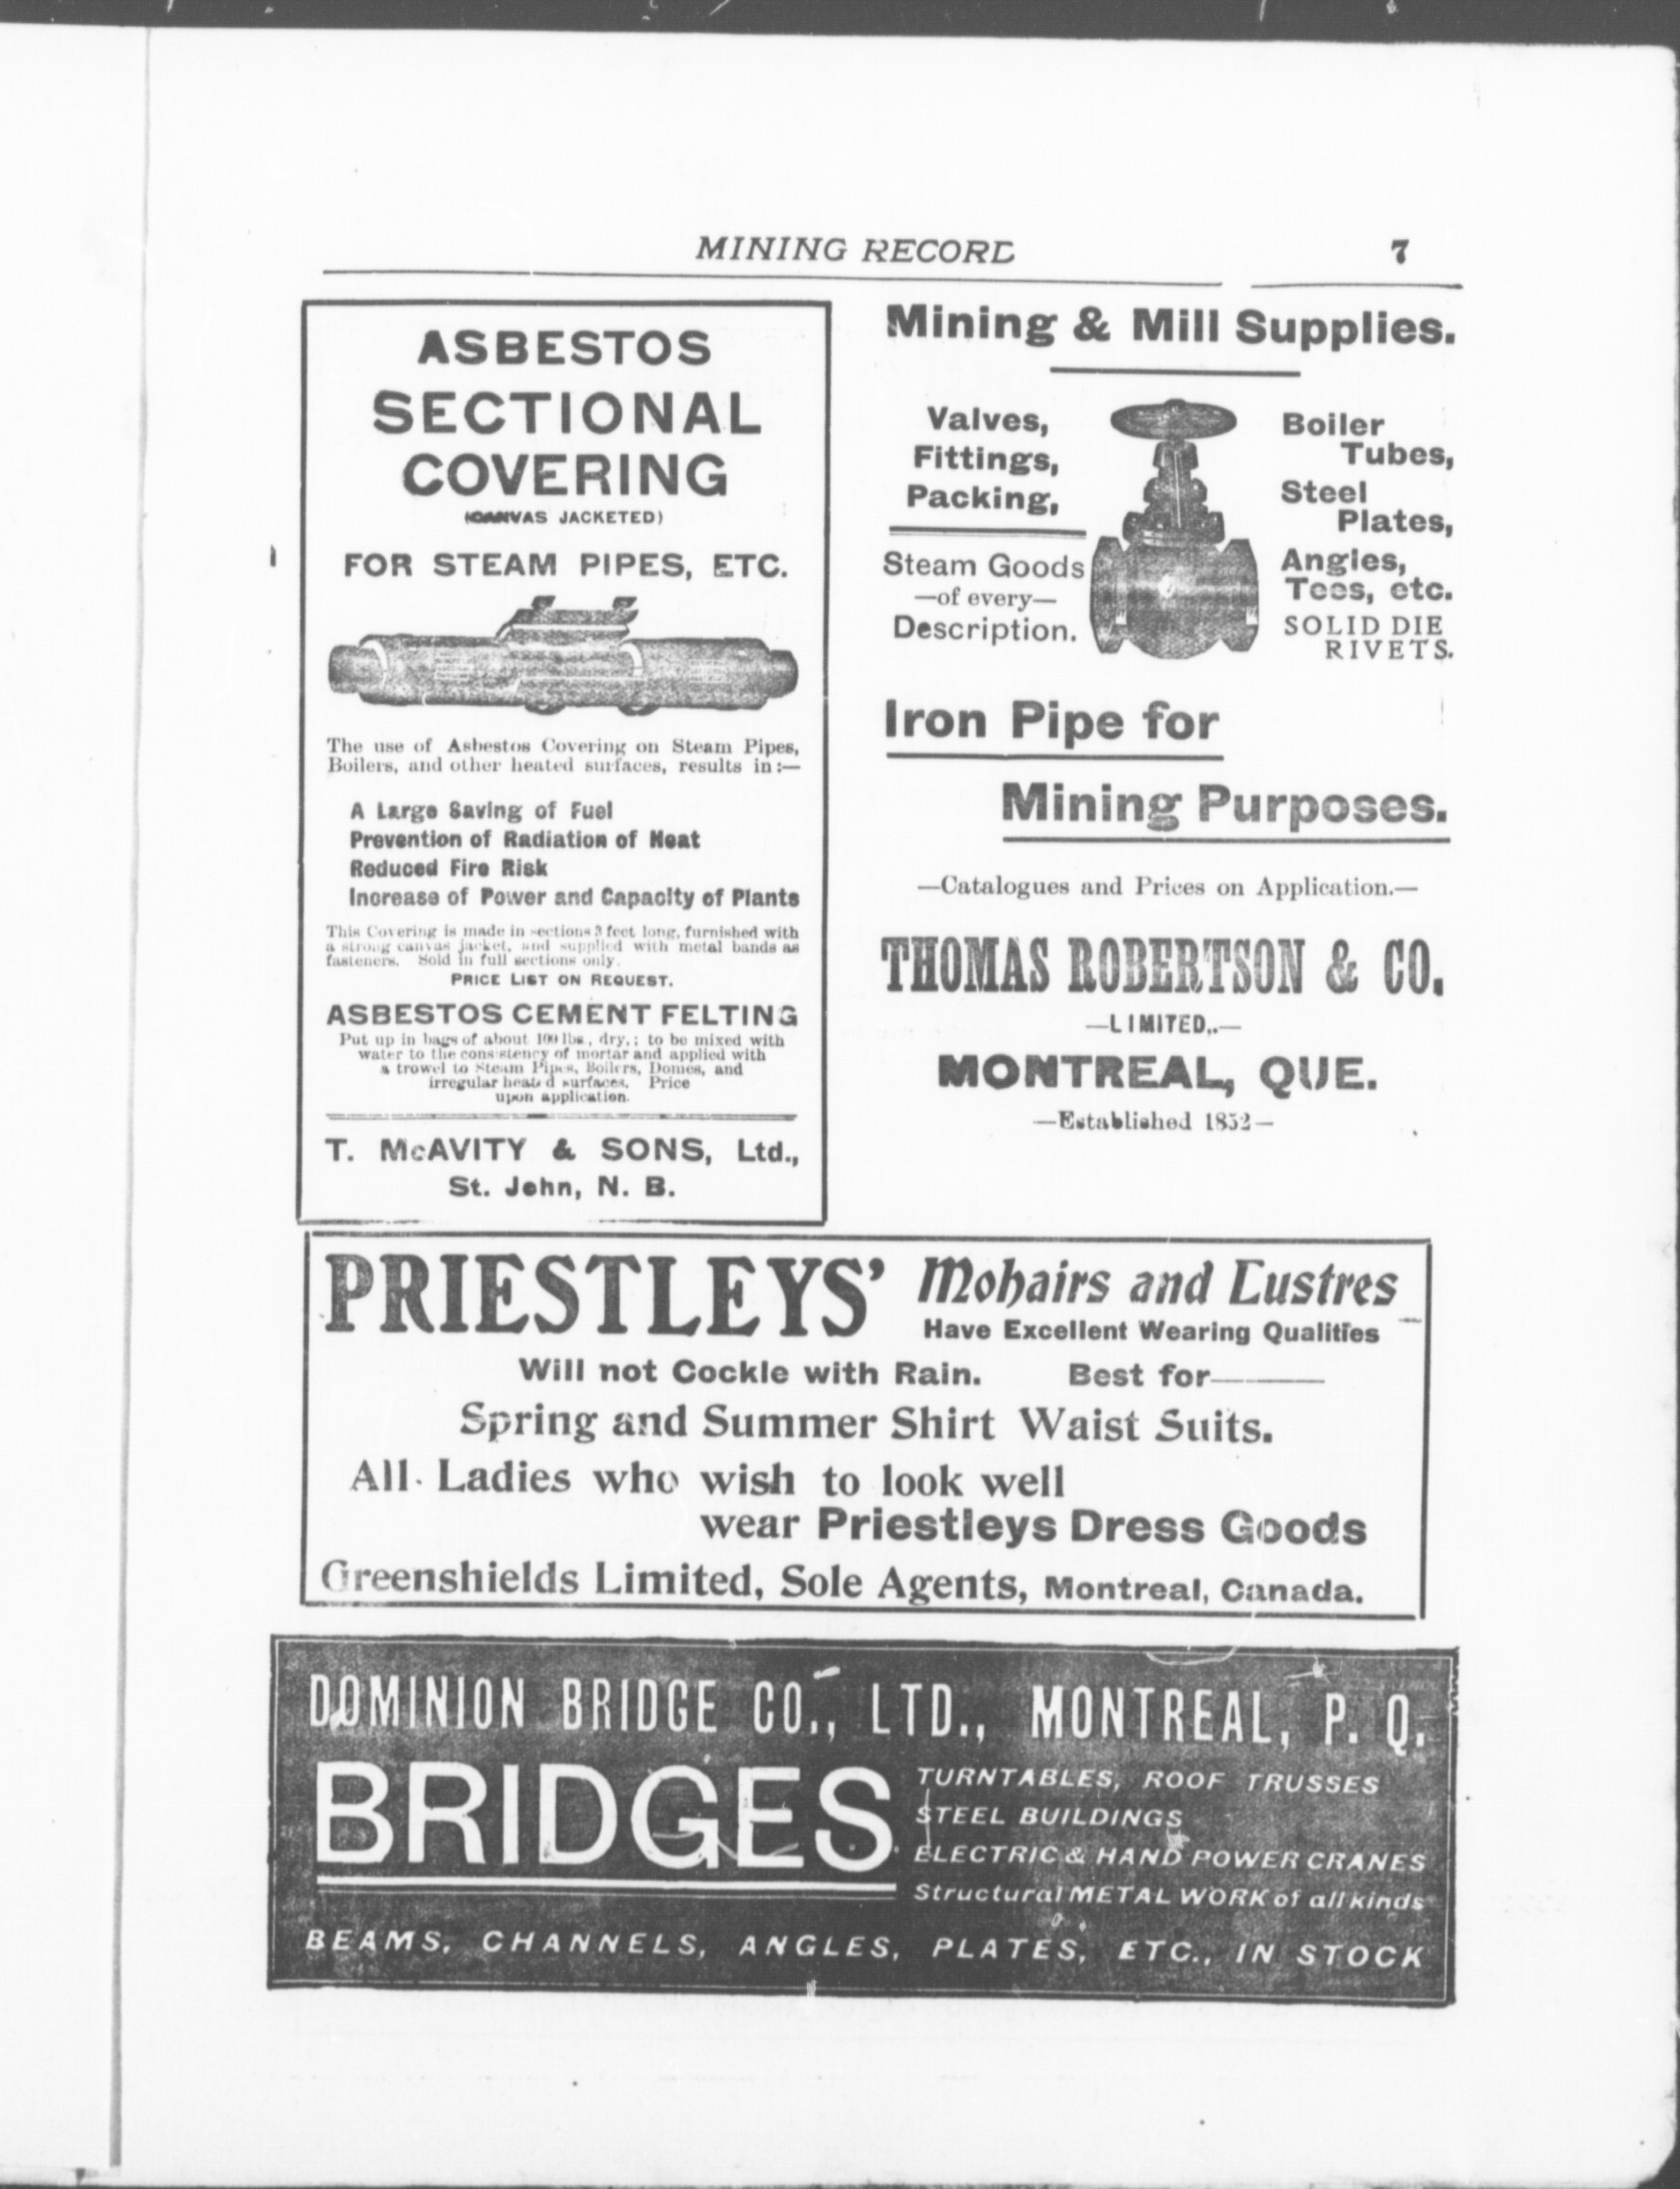 MINING RECORD 7
ASBESTOS
SECTIONAL
COVERING
(CANVAS JACKETED)
FOR STEAM PIPES, ETC.
The use of Asbestos Covering on Steam Pipes,
Boilers, and other heated surfaces, results in:—
A Large Saving of Fuel
Prevention of Radiation of Heat
Reduced Fire Risk
Increase of Power and Capacity of Plants
This Covering is made in sections 3 feet long, furnished with
a strong canvas jacket, and supplied with metal bands as
fasteners. Sold in full sections only.
PRICE LIST ON REQUEST.
ASBESTOS CEMENT FELTING
Put up in bags of about 100 lbs., dry,; to be mixed with
water to the consistency of mortar and applied with
a trowel to Steam Pipes, Boilers, Domes, and
irregular heated surfaces. Price
upon application.
T. McAVITY & SONS, Ltd.,
St. John, N. B.
Mining & Mill Supplies.
Valves,
Fittings,
Packing,
Steam Goods
—of every—
Description.
Boiler
Tubes,
Steel
Plates,
Angles,
Tees, etc.
SOLID DIE
RIVETS.
Iron Pipe for
Mining Purposes.
—Catalogues and Prices on Application.—
THOMAS ROBERTSON & CO.
—LIMITED,.—
MONTREAL, QUE.
—Established 1852—
PRIESTLEYS' Mohairs and Lustres
Have Excellent Wearing Qualities
Will not Cockle with Rain. Best for———
Spring and Summer Shirt Waist Suits.
All Ladies who wish to look well
wear Priestleys Dress Goods
Greenshields Limited, Sole Agents, Montreal, Canada.
DOMINION BRIDGE CO., LTD., MONTREAL, P. Q.
BRIDGES
TURNTABLES, ROOF TRUSSES
STEEL BUILDINGS
ELECTRIC & HAND POWER CRANES
Structural METAL WORK of all kinds
BEAMS, CHANNELS, ANGLES, PLATES, ETC., IN STOCK